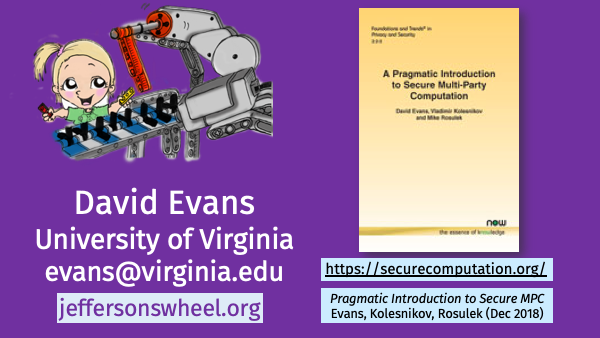 David Evans
University of Virginia
evans@virginia.edu
jeffersonswheel.org
Foundations and Trends® in
Privacy and Security
A Pragmatic Introduction
to Secure Multi-Party
Computation
David Evans, Vladimir Kolesnikov
and Mike Rosulek
now
the essence of knowledge
https://securecomputation.org/
Pragmatic Introduction to Secure MPC
Evans, Kolesnikov, Rosulek (Dec 2018)